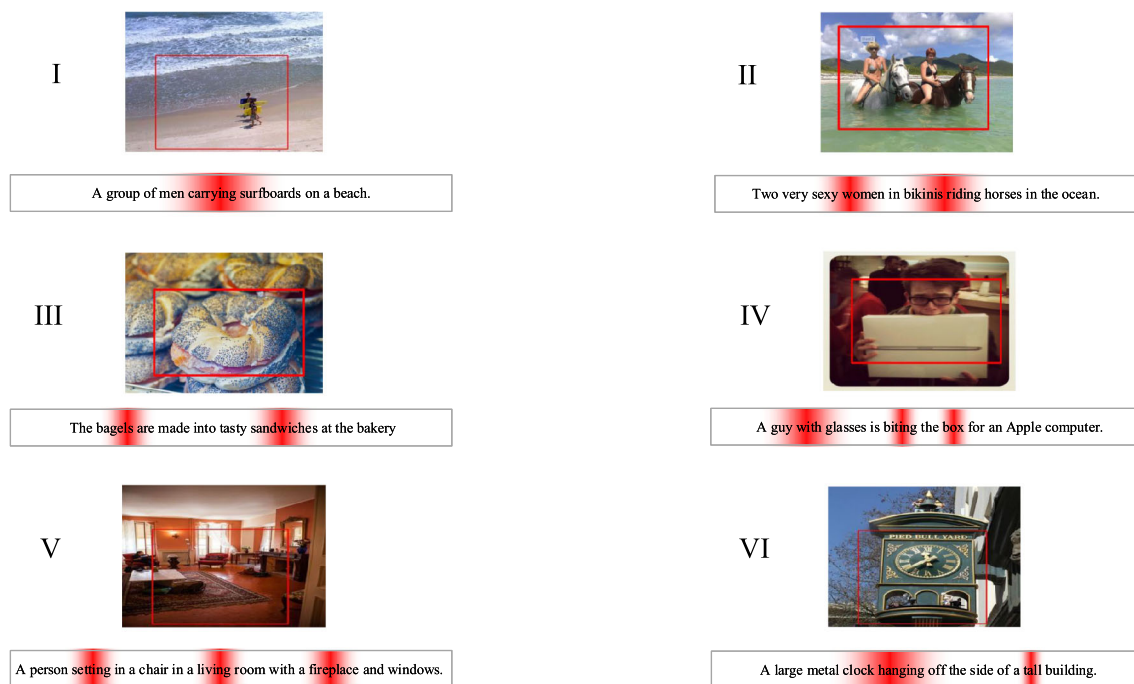 I
A group of men carrying surfboards on a beach.
II
Two very sexy women in bikinis riding horses in the ocean.
III
The bagels are made into tasty sandwiches at the bakery
IV
A guy with glasses is biting the box for an Apple computer.
V
A person setting in a chair in a living room with a fireplace and windows.
VI
PIED BULL YARD
A large metal clock hanging off the side of a tall building.